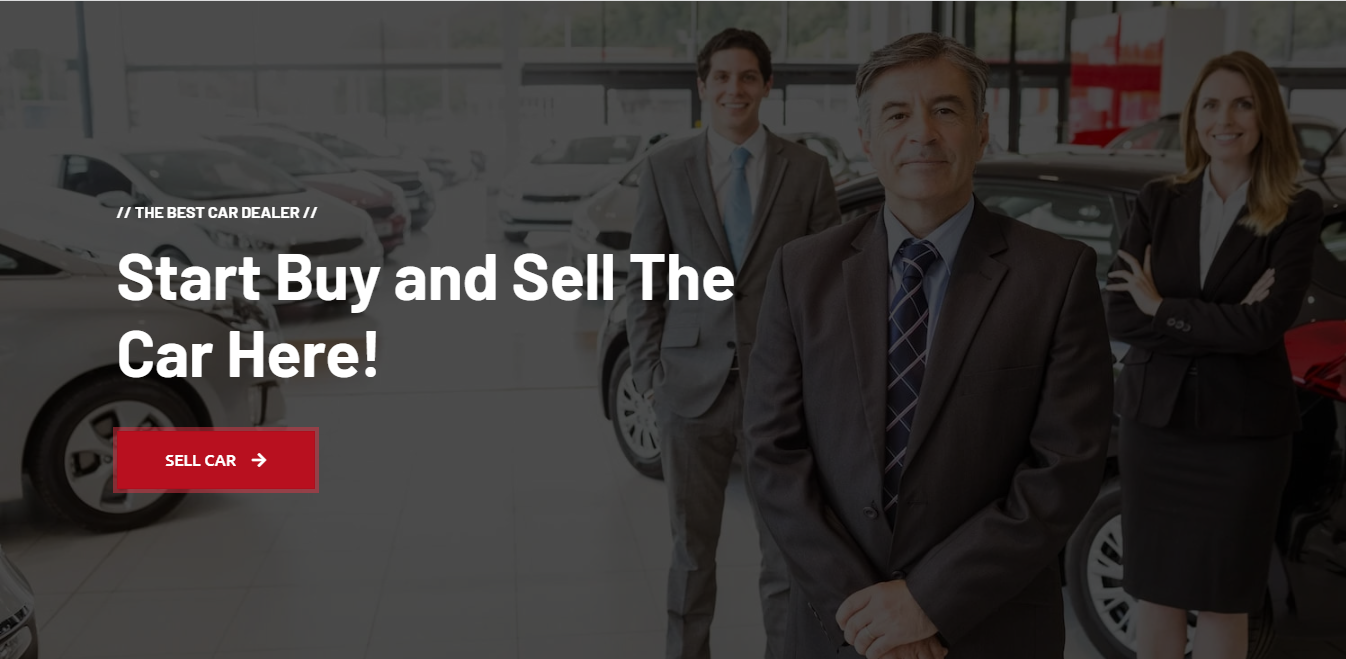 // THE BEST CAR DEALER //
Start Buy and Sell The
Car Here!
SELL CAR